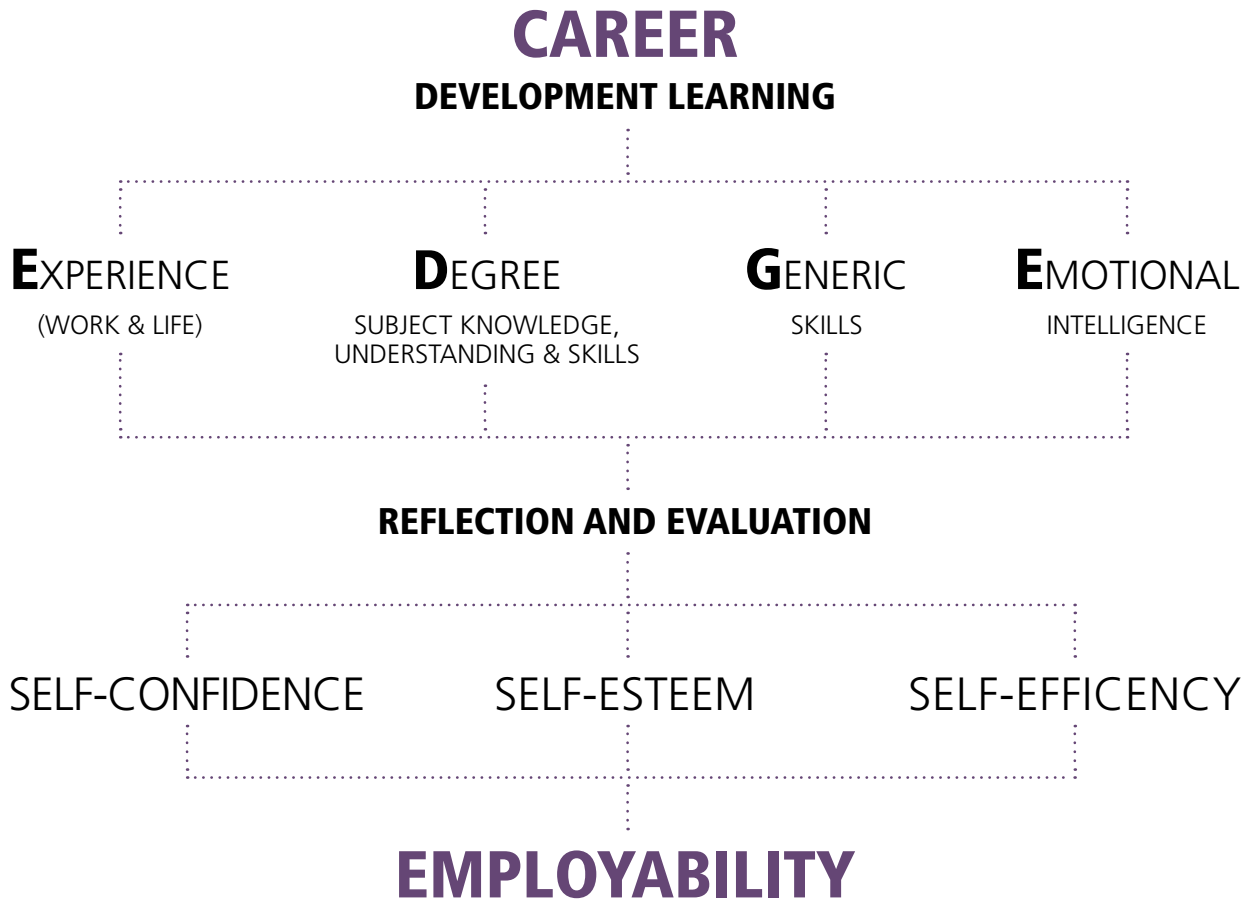 CAREER
DEVELOPMENT LEARNING
EXPERIENCE DEGREE GENERIC EMOTIONAL
(WORK & LIFE) SUBJECT KNOWLEDGE, SKILLS INTELLIGENCE
UNDERSTANDING & SKILLS
REFLECTION AND EVALUATION
SELF-CONFIDENCE SELF-ESTEEM SELF-EFFICENCY
EMPLOYABILITY